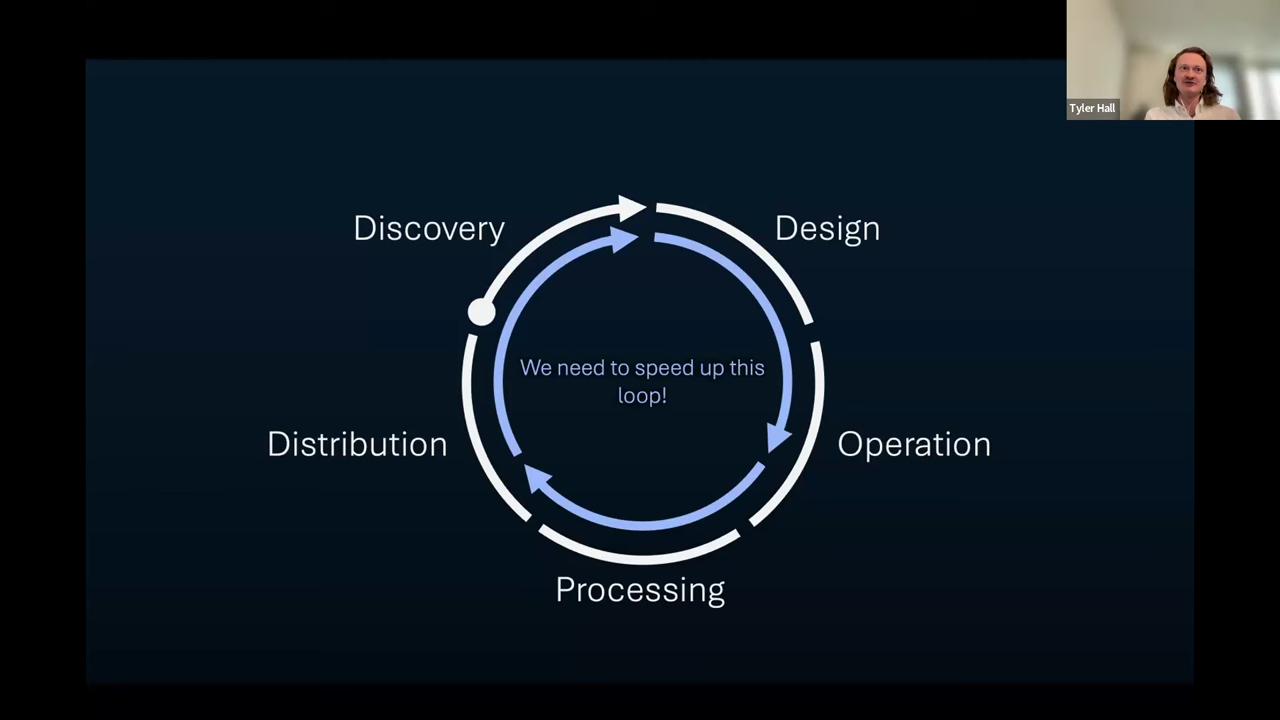 Tyler Hall
Discovery
Design
We need to speed up this
loop!
Distribution
Operation
Processing